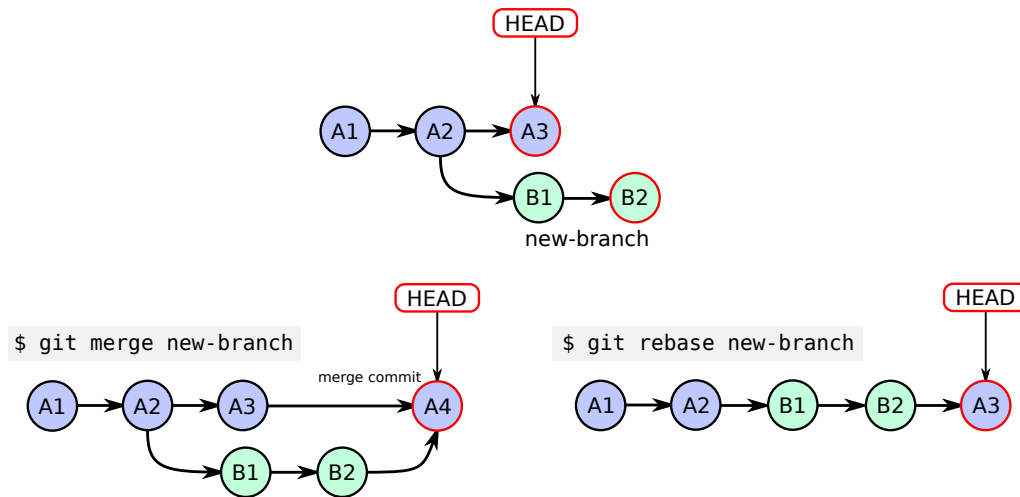 HEAD
A1 A2 A3
B1 B2
new-branch
HEAD
$ git merge new-branch
merge commit
A1 A2 A3 A4
B1 B2
HEAD
$ git rebase new-branch
A1 A2 B1 B2 A3